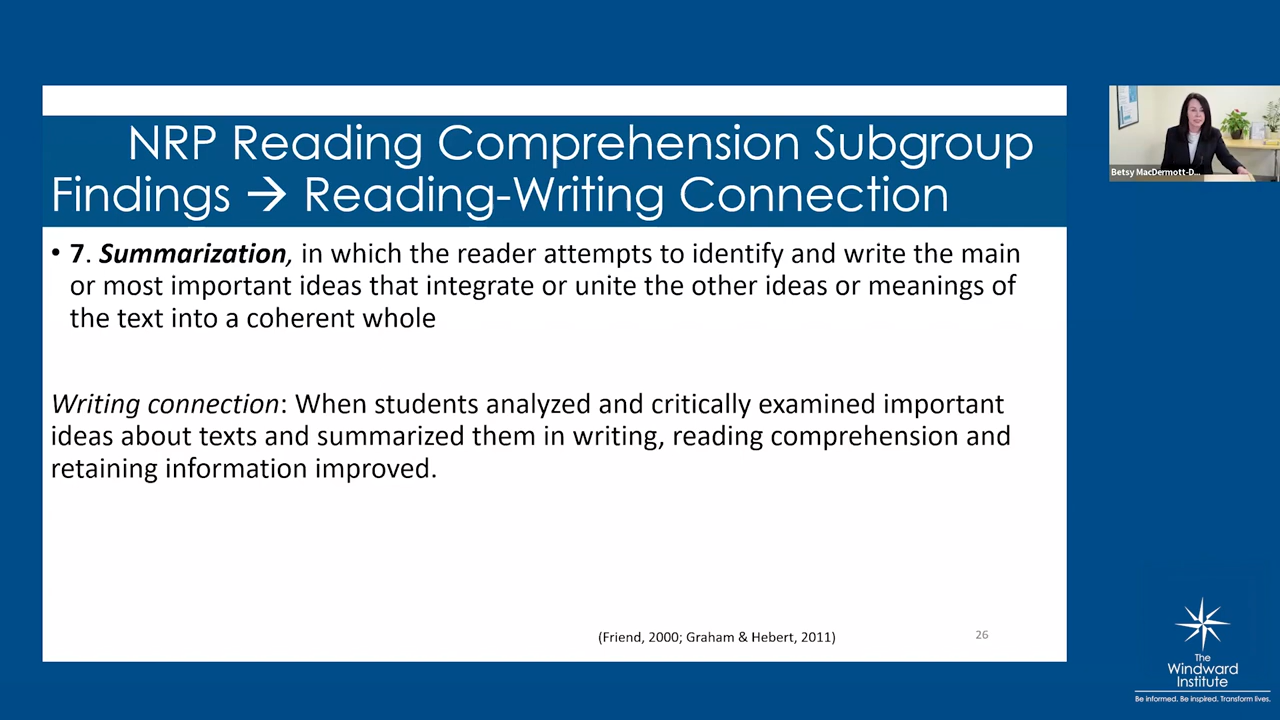 NRP Reading Comprehension Subgroup
Findings → Reading-Writing Connection
• 7. Summarization, in which the reader attempts to identify and write the main
or most important ideas that integrate or unite the other ideas or meanings of
the text into a coherent whole
Writing connection: When students analyzed and critically examined important
ideas about texts and summarized them in writing, reading comprehension and
retaining information improved.
(Friend, 2000; Graham & Hebert, 2011)
26
Betsy MacDermott-D...
The
Windward
Institute
Be informed. Be inspired. Transform lives.